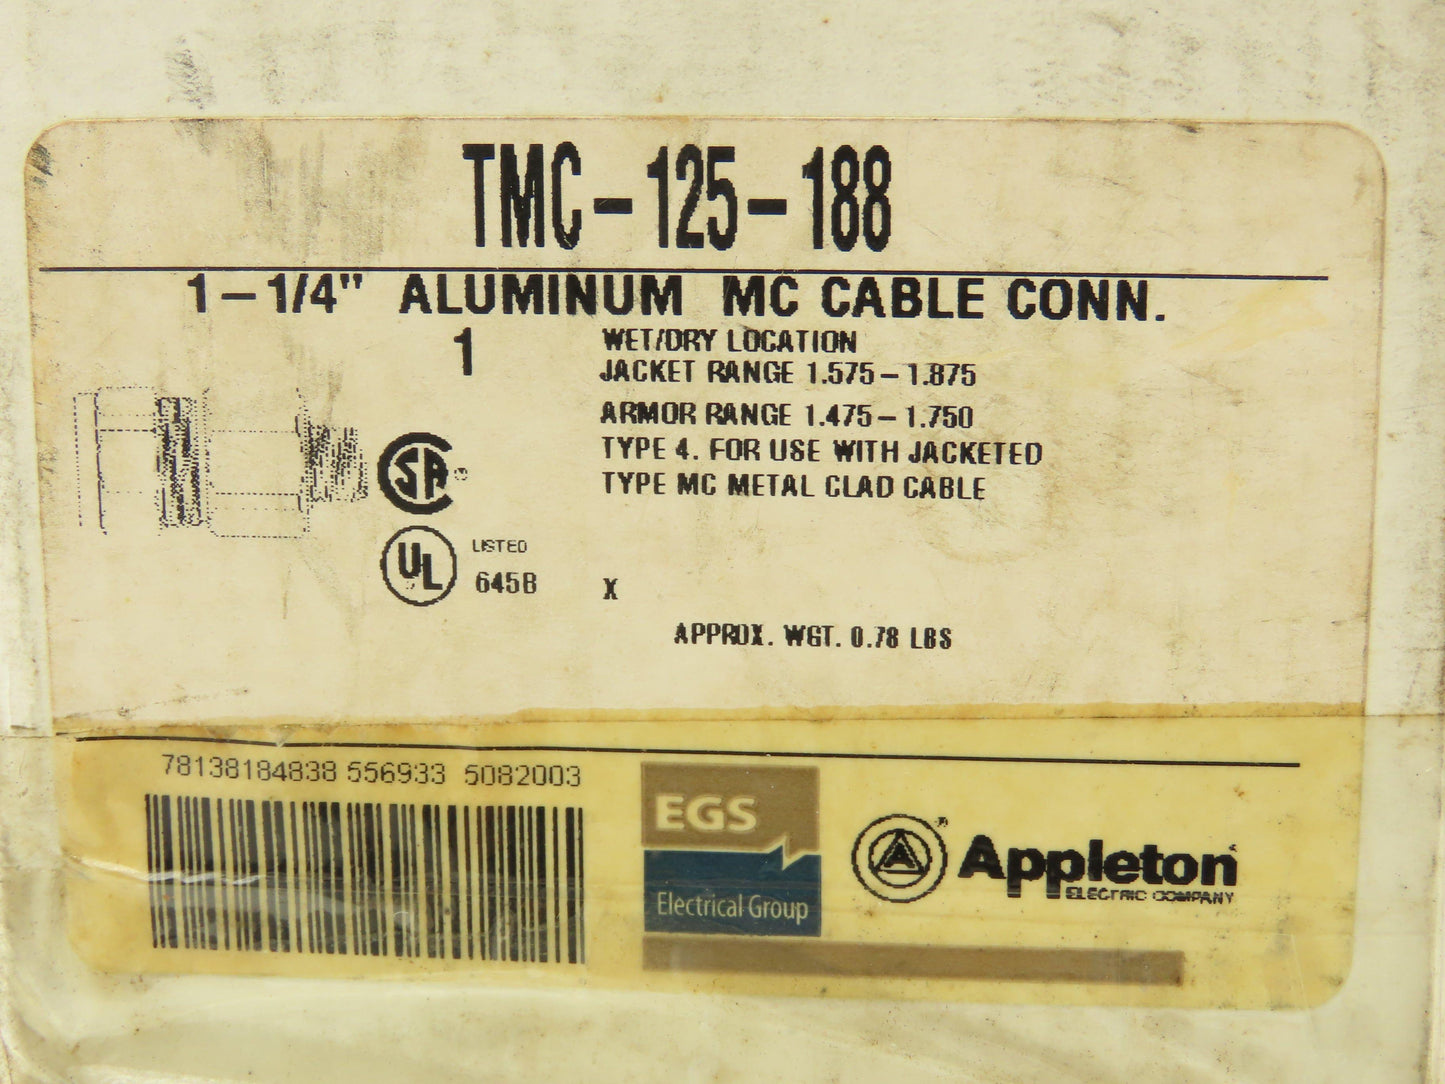 TMC-125-188
1-1/4" ALUMINUM MC CABLE CONN.
1
WET/DRY LOCATION
JACKET RANGE 1.575-1.875
ARMOR RANGE 1.475-1.750
TYPE 4. FOR USE WITH JACKETED
TYPE MC METAL CLAD CABLE
SA ®
UL LISTED
645B
X
APPROX. WGT. 0.78 LBS
78138184838 556933 5082003
EGS
Electrical Group
A ® Appleton
ELECTRIC COMPANY